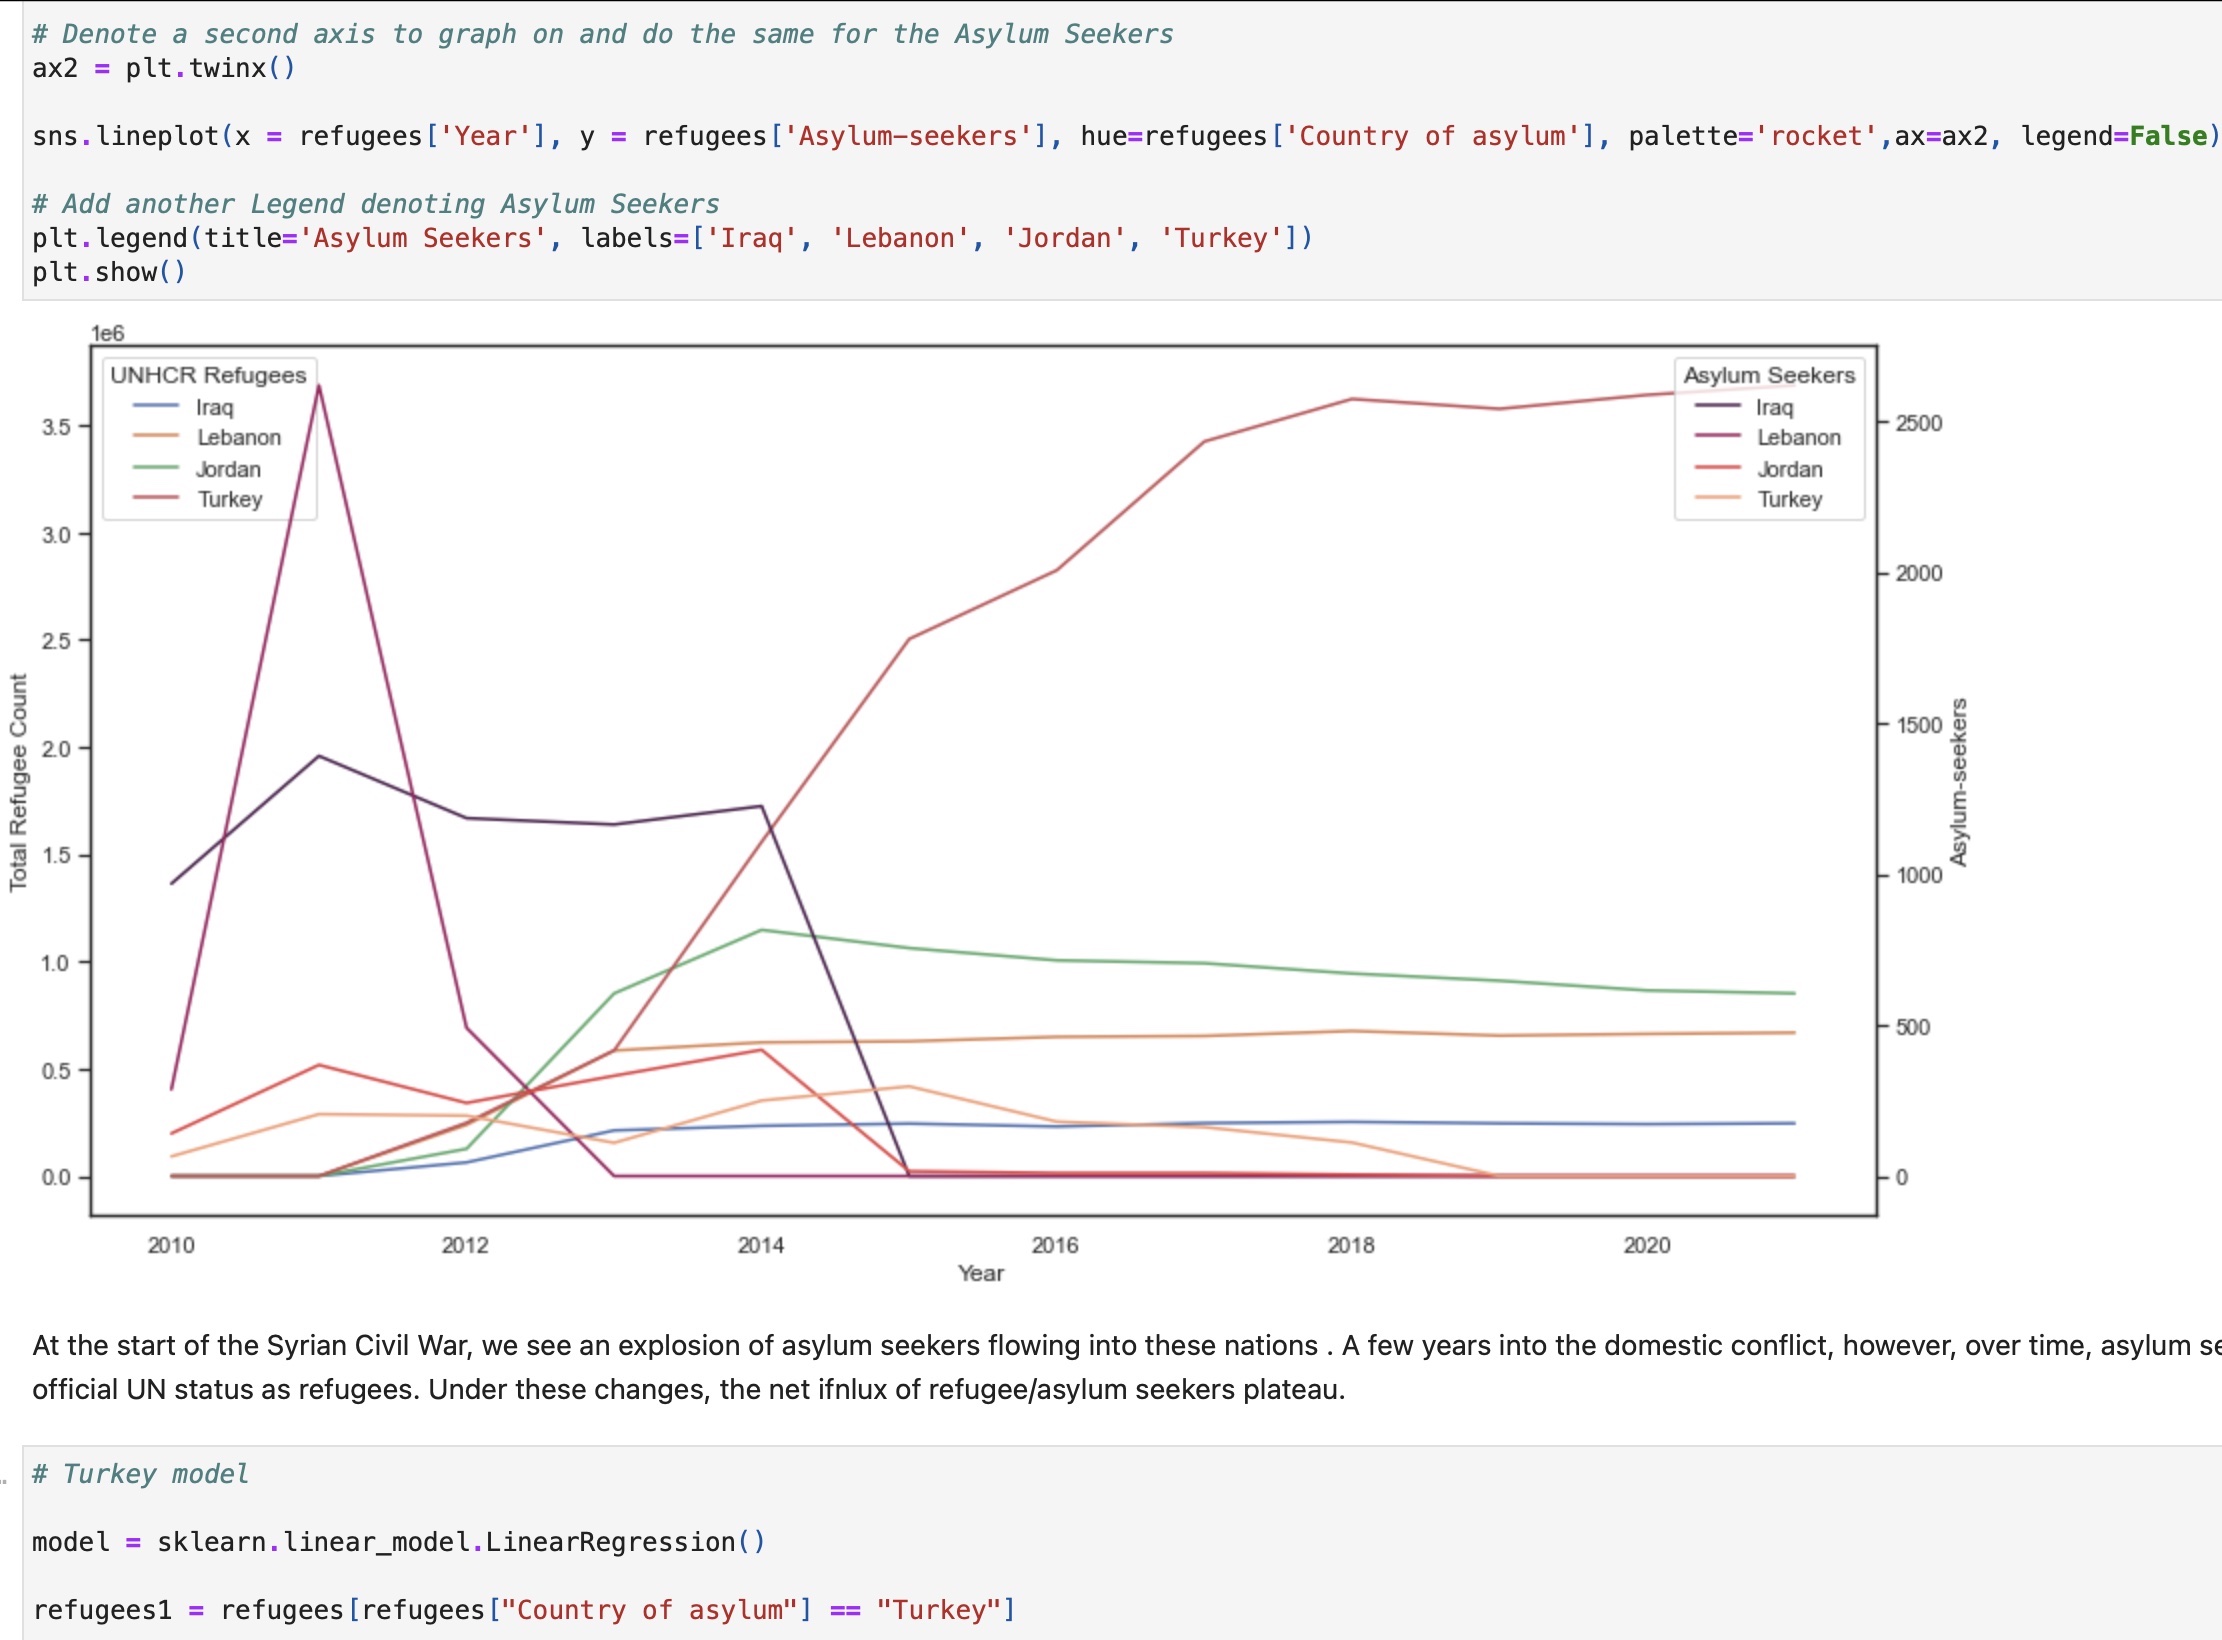 # Denote a second axis to graph on and do the same for the Asylum Seekers
ax2 = plt.twinx()
sns.lineplot(x = refugees['Year'], y = refugees['Asylum-seekers'], hue=refugees['Country of asylum'], palette='rocket',ax=ax2, legend=False)
# Add another Legend denoting Asylum Seekers
plt.legend(title='Asylum Seekers', labels=['Iraq', 'Lebanon', 'Jordan', 'Turkey'])
plt.show()
1e6
UNHCR Refugees
Iraq
Lebanon
Jordan
Turkey
Asylum Seekers
Iraq
Lebanon
Jordan
Turkey
3.5
3.0
2.5
2.0
1.5
1.0
0.5
0.0
Total Refugee Count
2500
2000
1500
1000
500
0
Asylum-seekers
2010 2012 2014 2016 2018 2020
Year
At the start of the Syrian Civil War, we see an explosion of asylum seekers flowing into these nations . A few years into the domestic conflict, however, over time, asylum se
official UN status as refugees. Under these changes, the net ifnlux of refugee/asylum seekers plateau.
# Turkey model
model = sklearn.linear_model.LinearRegression()
refugees1 = refugees[refugees["Country of asylum"] == "Turkey"]